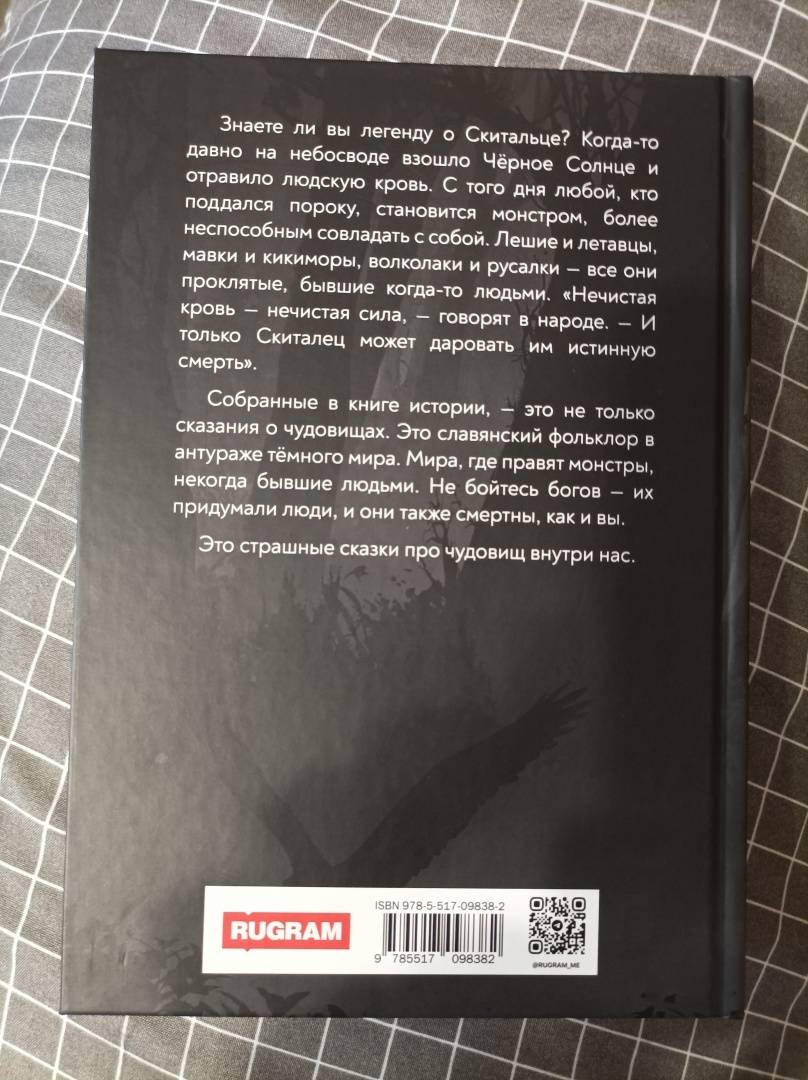 Знаете ли вы легенду о Скитальце? Когда-то
давно на небосводе взошло Чёрное Солнце и
отравило людскую кровь. С того дня любой, кто
поддался пороку, становится монстром, более
неспособным совладать с собой. Лешие и летавцы,
мавки и кикиморы, волколаки и русалки – все они
проклятые, бывшие когда-то людьми. «Нечистая
кровь – нечистая сила, – говорят в народе. – И
только Скиталец может даровать им истинную
смерть».
Собранные в книге истории, – это не только
сказания о чудовищах. Это славянский фольклор в
антураже тёмного мира. Мира, где правят монстры,
некогда бывшие людьми. Не бойтесь богов – их
придумали люди, и они также смертны, как и вы.
Это страшные сказки про чудовищ внутри нас.
RUGRAM
ISBN 978-5-517-09838-2
9 785517 098382
@RUGRAM_ME